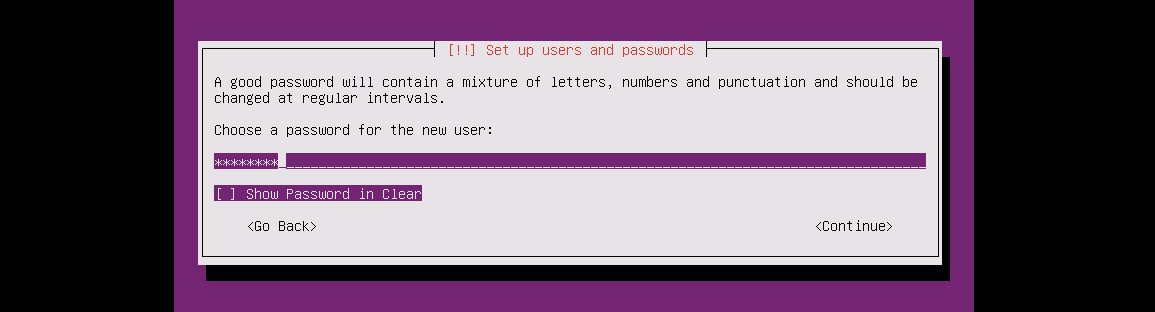 [!!] Set up users and passwords
A good password will contain a mixture of letters, numbers and punctuation and should be
changed at regular intervals.
Choose a password for the new user:
********
[ ] Show Password in Clear
<Go Back> <Continue>